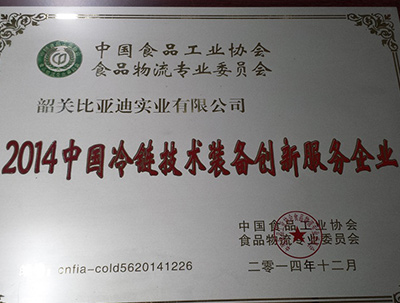 中国食品工业协会
食品物流专业委员会
韶关比亚迪实业有限公司
2014中国冷链技术装备创新服务企业
中国食品工业协会
食品物流专业委员会
cnfia-cold5620141226
二零一四年十二月